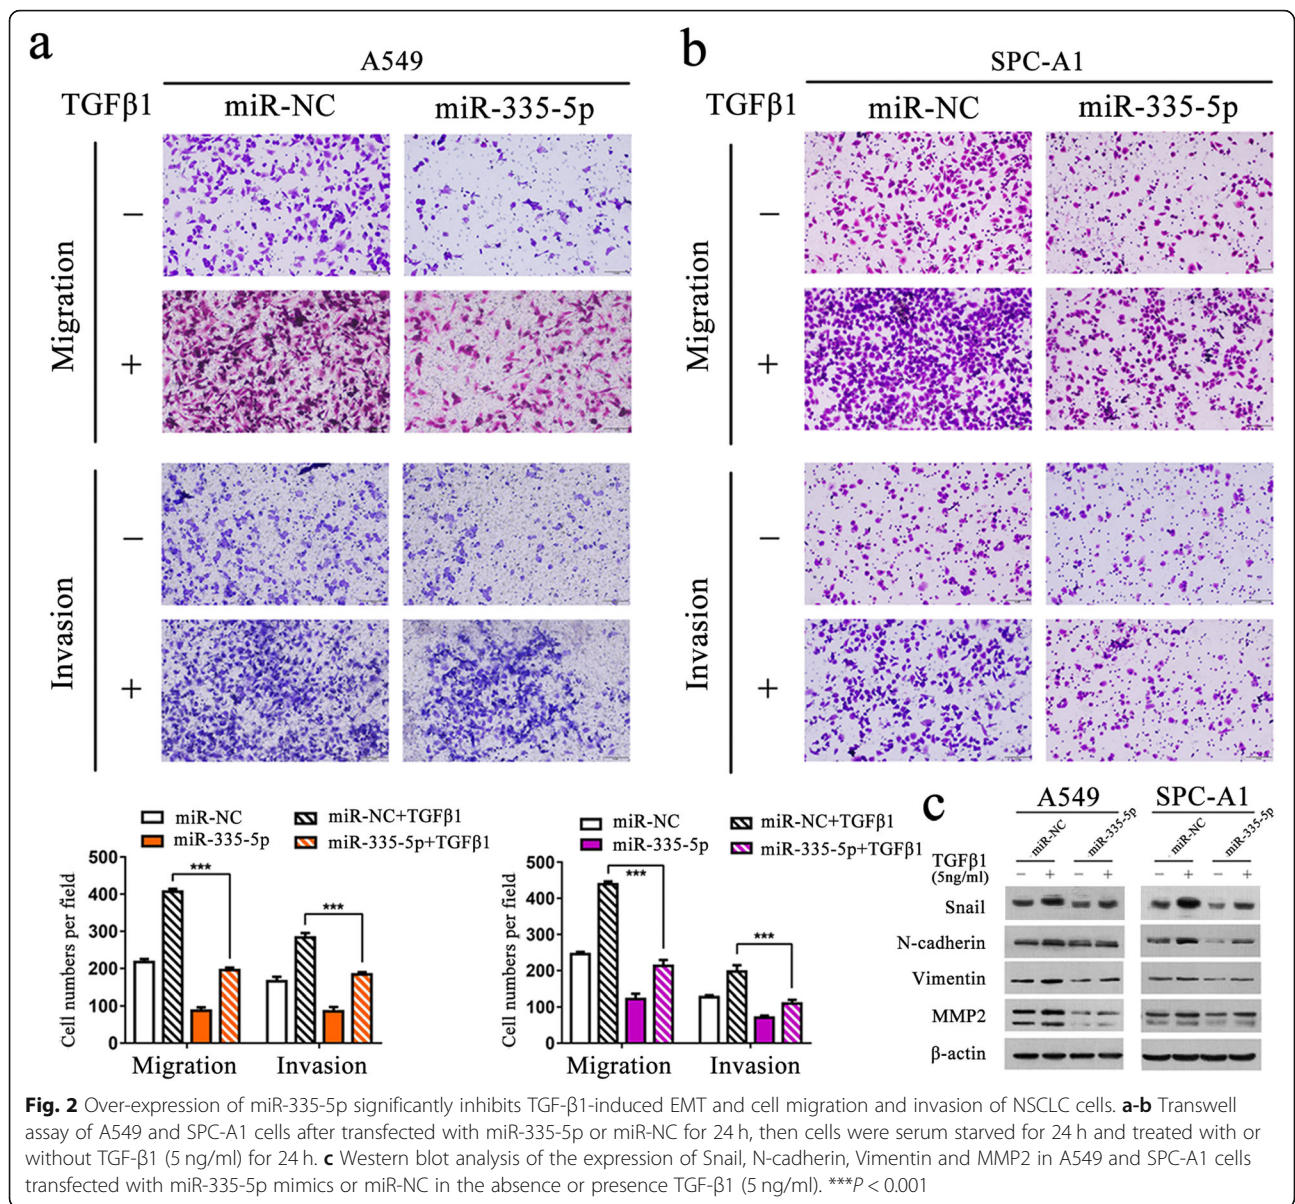 a
A549
TGFβ1 miR-NC miR-335-5p
Migration
−
+
Invasion
−
+
miR-NC miR-NC+TGFβ1
miR-335-5p miR-335-5p+TGFβ1
Cell numbers per field
500
400
300
200
100
0
***
***
Migration Invasion
b
SPC-A1
TGFβ1 miR-NC miR-335-5p
Migration
−
+
Invasion
−
+
miR-NC miR-NC+TGFβ1
miR-335-5p miR-335-5p+TGFβ1
Cell numbers per field
500
400
300
200
100
0
***
***
Migration Invasion
c
A549 SPC-A1
miR-NC miR-335-5p miR-NC miR-335-5p
TGFβ1
(5ng/ml) − + − + − + − +
Snail
N-cadherin
Vimentin
MMP2
β-actin
Fig. 2 Over-expression of miR-335-5p significantly inhibits TGF-β1-induced EMT and cell migration and invasion of NSCLC cells. a-b Transwell
assay of A549 and SPC-A1 cells after transfected with miR-335-5p or miR-NC for 24 h, then cells were serum starved for 24 h and treated with or
without TGF-β1 (5 ng/ml) for 24 h. c Western blot analysis of the expression of Snail, N-cadherin, Vimentin and MMP2 in A549 and SPC-A1 cells
transfected with miR-335-5p mimics or miR-NC in the absence or presence TGF-β1 (5 ng/ml). ***P < 0.001